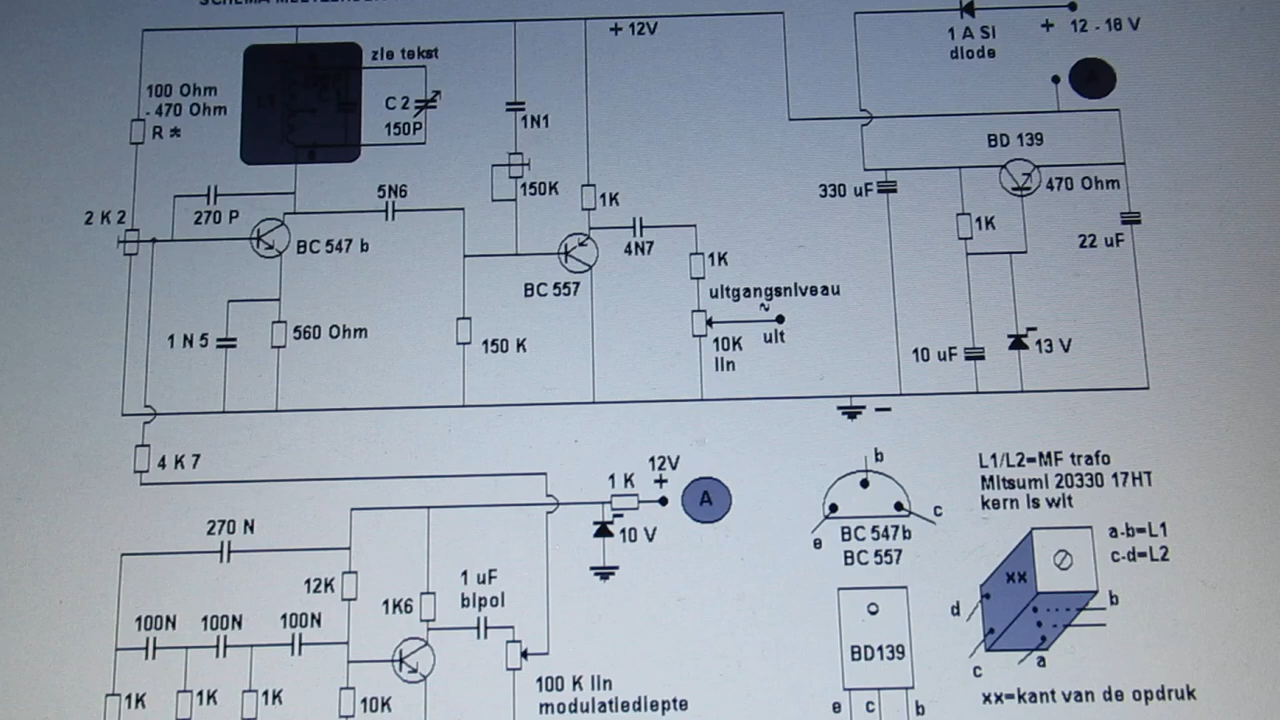 + 12V
1 A SI
diode
+ 12 - 18 V
zie tekst
100 Ohm
- 470 Ohm
R *
C 2
150P
1N1
150K
BD 139
470 Ohm
330 uF
1K
22 uF
2 K 2
270 P
5N6
BC 547 b
1K
4N7
1K
BC 557
uitgangsniveau
~
uit
10K
lin
1 N 5
560 Ohm
150 K
10 uF
13 V
4 K 7
1 K
12V
+
A
10 V
b
e
c
BC 547b
BC 557
L1/L2=MF trafo
Mitsumi 20330 17HT
kern is wit
a-b=L1
c-d=L2
xx
d
b
c
a
xx=kant van de opdruk
270 N
12K
1K6
1 uF
bipol
100N
100N
100N
1K
1K
1K
10K
100 K lin
modulatiediepte
BD139
e
c
b